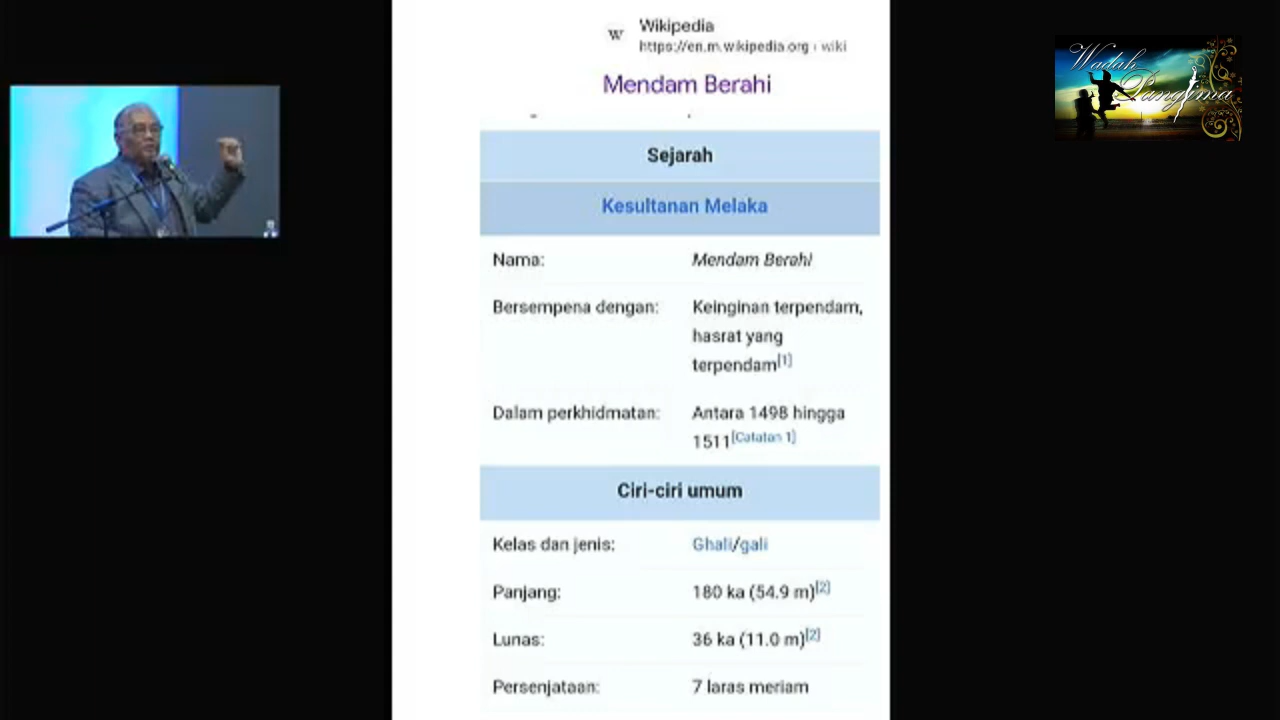 Wikipedia
https://en.m.wikipedia.org › wiki
Mendam Berahi
Sejarah
Kesultanan Melaka
Nama: Mendam Berahi
Bersempena dengan: Keinginan terpendam,
hasrat yang
terpendam[1]
Dalam perkhidmatan: Antara 1498 hingga
1511[Catatan 1]
Ciri-ciri umum
Kelas dan jenis: Ghali/gali
Panjang: 180 ka (54.9 m)[2]
Lunas: 36 ka (11.0 m)[2]
Persenjataan: 7 laras meriam
Wadah
Panglima